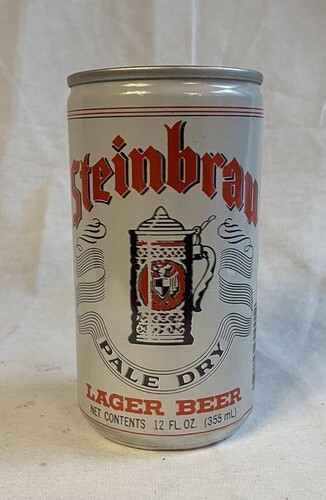 Steinbrau
PALE DRY
LAGER BEER
NET CONTENTS 12 FL. OZ. (355 mL)